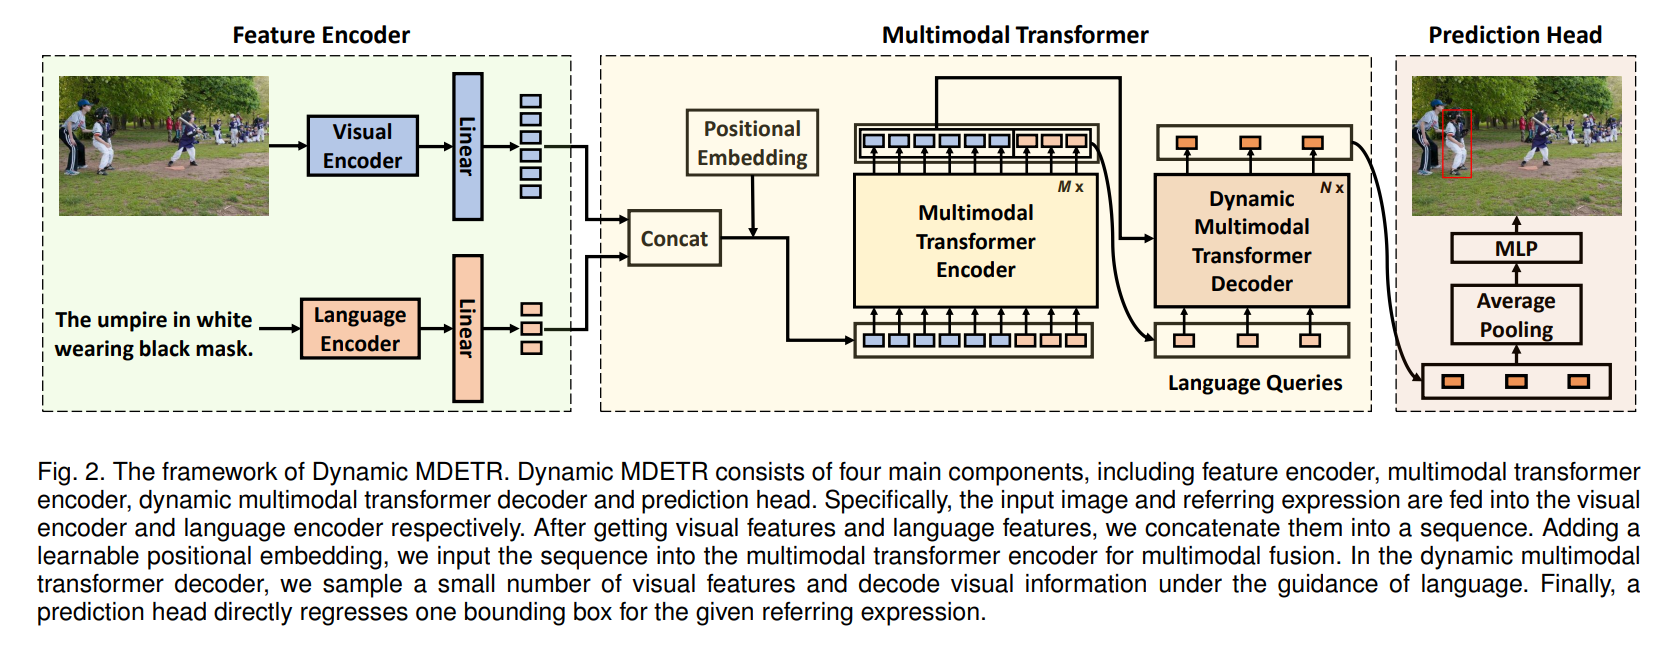 Feature Encoder
Multimodal Transformer
Prediction Head
Visual
Encoder
Linear
The umpire in white
wearing black mask.
Language
Encoder
Linear
Concat
Positional
Embedding
M x
Multimodal
Transformer
Encoder
N x
Dynamic
Multimodal
Transformer
Decoder
Language Queries
MLP
Average
Pooling
Fig. 2. The framework of Dynamic MDETR. Dynamic MDETR consists of four main components, including feature encoder, multimodal transformer
encoder, dynamic multimodal transformer decoder and prediction head. Specifically, the input image and referring expression are fed into the visual
encoder and language encoder respectively. After getting visual features and language features, we concatenate them into a sequence. Adding a
learnable positional embedding, we input the sequence into the multimodal transformer encoder for multimodal fusion. In the dynamic multimodal
transformer decoder, we sample a small number of visual features and decode visual information under the guidance of language. Finally, a
prediction head directly regresses one bounding box for the given referring expression.